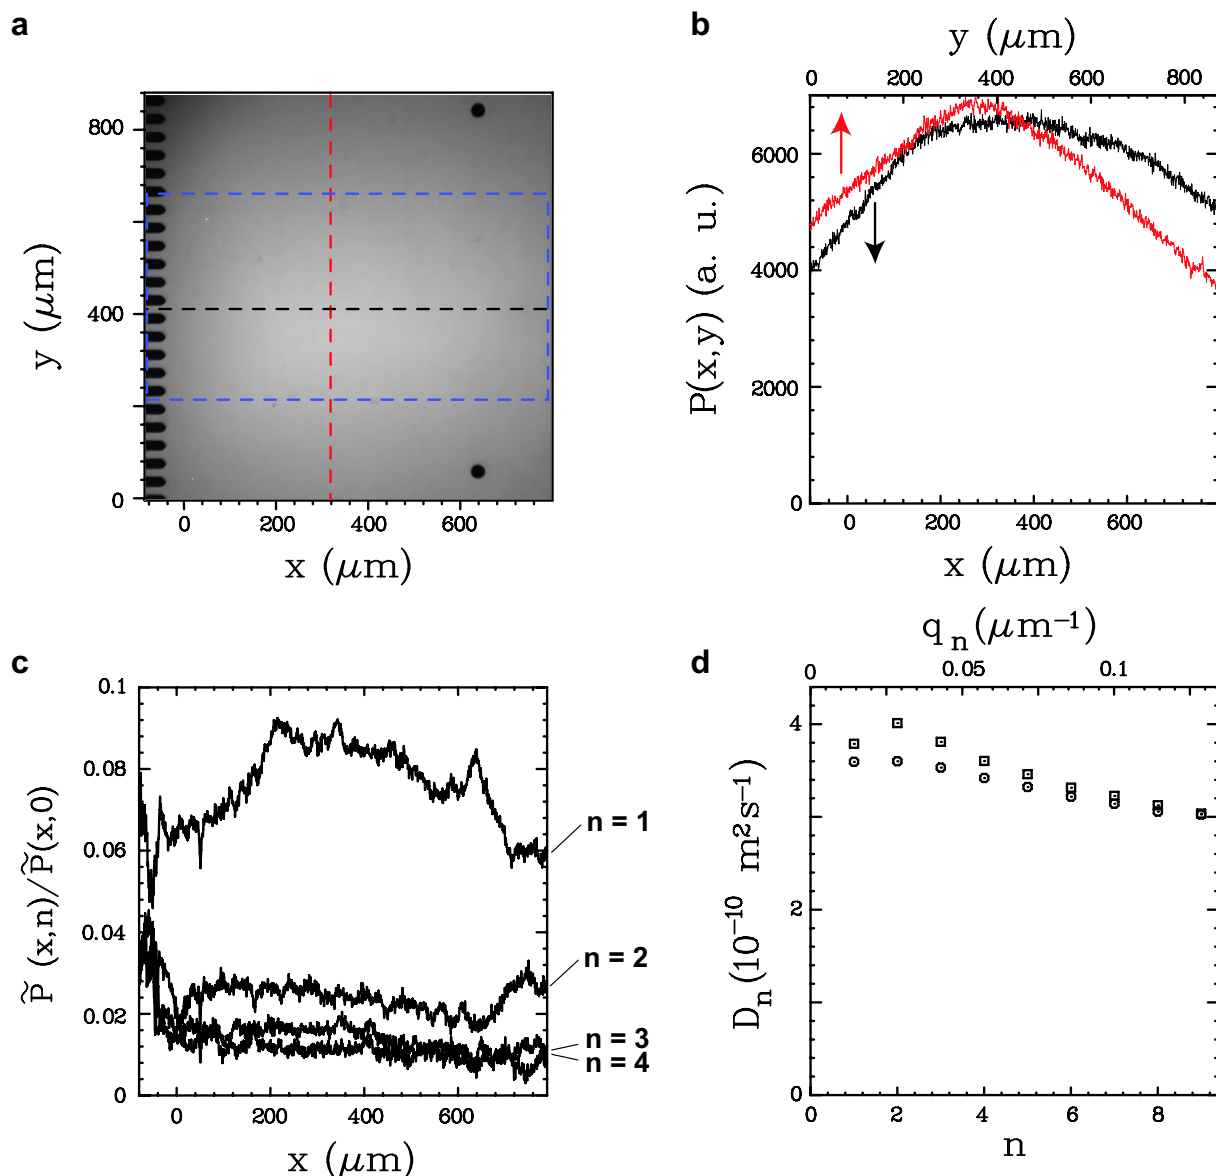 a
800
400
0
y (μm)
0 200 400 600
x (μm)
b
y (μm)
0 200 400 600 800
6000
4000
2000
0
P(x,y) (a. u.)
0 200 400 600
x (μm)
c
0.1
0.08
0.06
0.04
0.02
0
P̃ (x,n)/P̃(x,0)
n = 1
n = 2
n = 3
n = 4
0 200 400 600
x (μm)
d
qₙ(μm⁻¹)
0 0.05 0.1
4
2
0
Dₙ(10⁻¹⁰ m²s⁻¹)
0 2 4 6 8
n